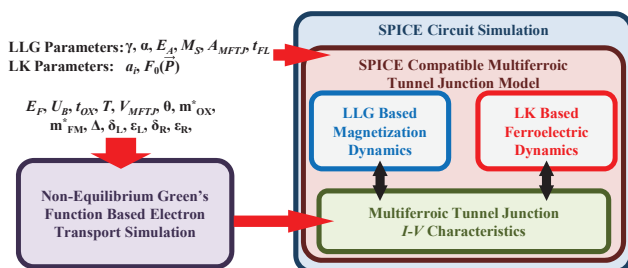 LLG Parameters: γ, α, E_A, M_S, A_MFTJ, t_FL
LK Parameters: a_i, F_0(P⃗)
E_F, U_B, t_OX, T, V_MFTJ, θ, m*_OX,
m*_FM, Δ, δ_L, ε_L, δ_R, ε_R,
Non-Equilibrium Green's
Function Based Electron
Transport Simulation
SPICE Circuit Simulation
SPICE Compatible Multiferroic
Tunnel Junction Model
LLG Based
Magnetization
Dynamics
LK Based
Ferroelectric
Dynamics
Multiferroic Tunnel Junction
I-V Characteristics